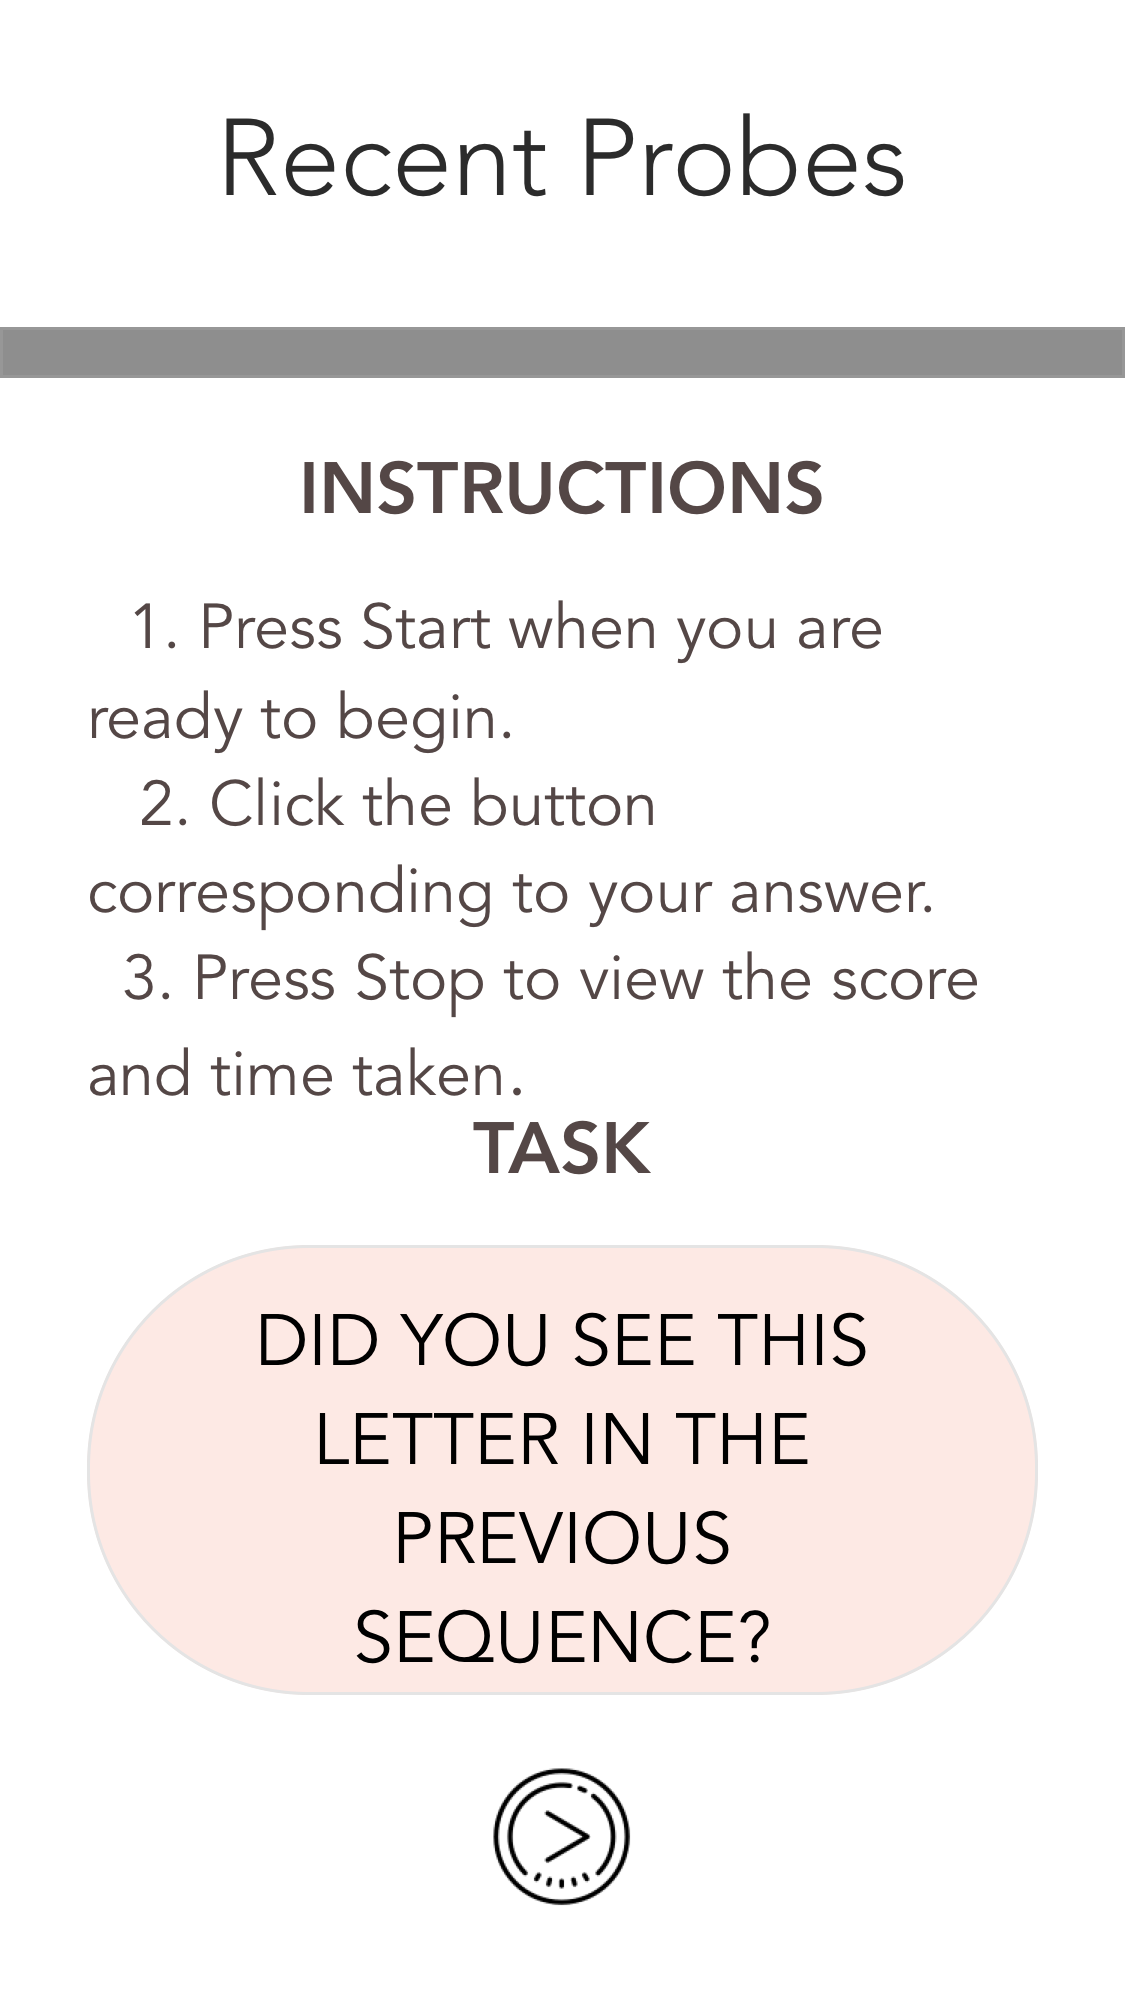 Recent Probes
INSTRUCTIONS
1. Press Start when you are
ready to begin.
2. Click the button
corresponding to your answer.
3. Press Stop to view the score
and time taken.
TASK
DID YOU SEE THIS
LETTER IN THE
PREVIOUS
SEQUENCE?